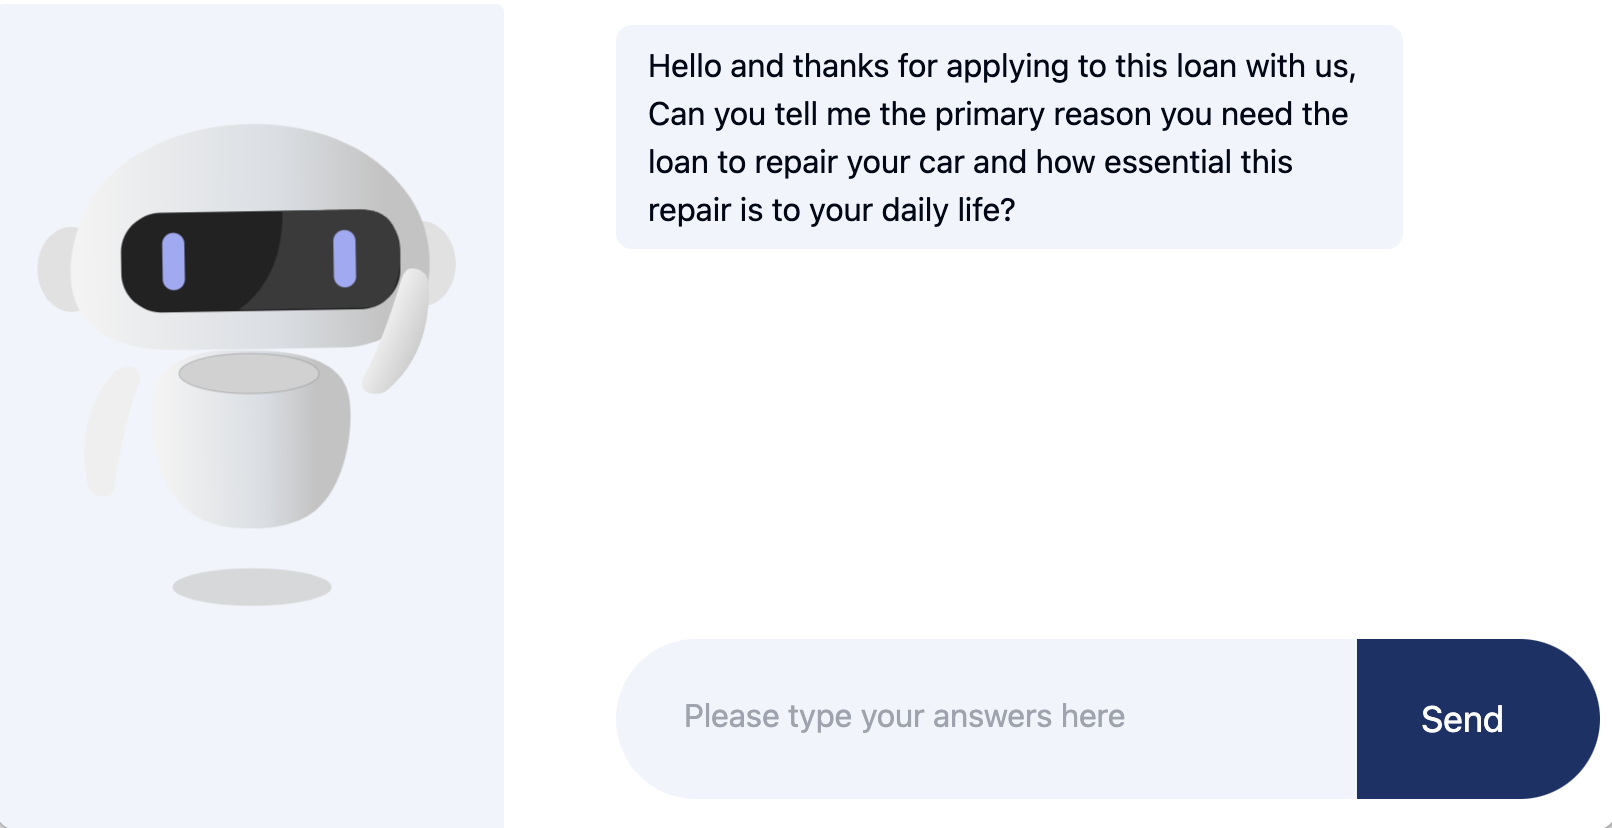 Hello and thanks for applying to this loan with us,
Can you tell me the primary reason you need the
loan to repair your car and how essential this
repair is to your daily life?
Please type your answers here
Send